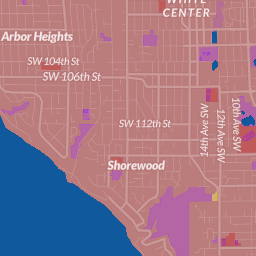 WHITE
CENTER
Arbor Heights
SW 104th St
SW 106th St
SW 112th St
14th Ave SW
12th Ave SW
10th Ave SW
Shorewood